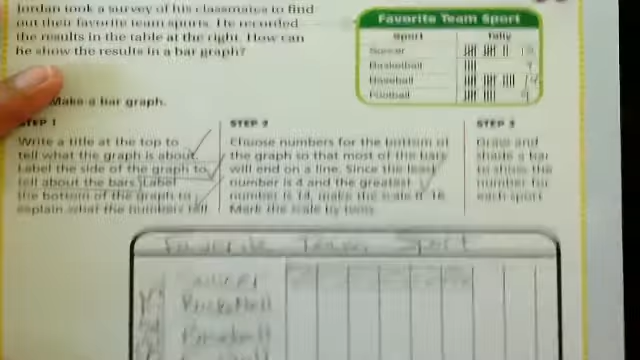 Jordan took a survey of his classmates to find
out their favorite team sports. He recorded
the results in the table at the right. How can
he show the results in a bar graph?
Favorite Team Sport
Sport Tally
Soccer
Basketball
Baseball
Football 9
Make a bar graph.
STEP 1
Write a title at the top to
tell what the graph is about.
Label the side of the graph to
tell about the bars. Label
the bottom of the graph to
explain what the numbers tell.
STEP 2
Choose numbers for the bottom of
the graph so that most of the bars
will end on a line. Since the least
number is 4 and the greatest
number is 14, make the scale 0–16.
Mark the scale by twos.
STEP 3
Draw and
shade a bar
to show the
number for
each sport.
Favorite Team Sport
Soccer
Basketball
Baseball